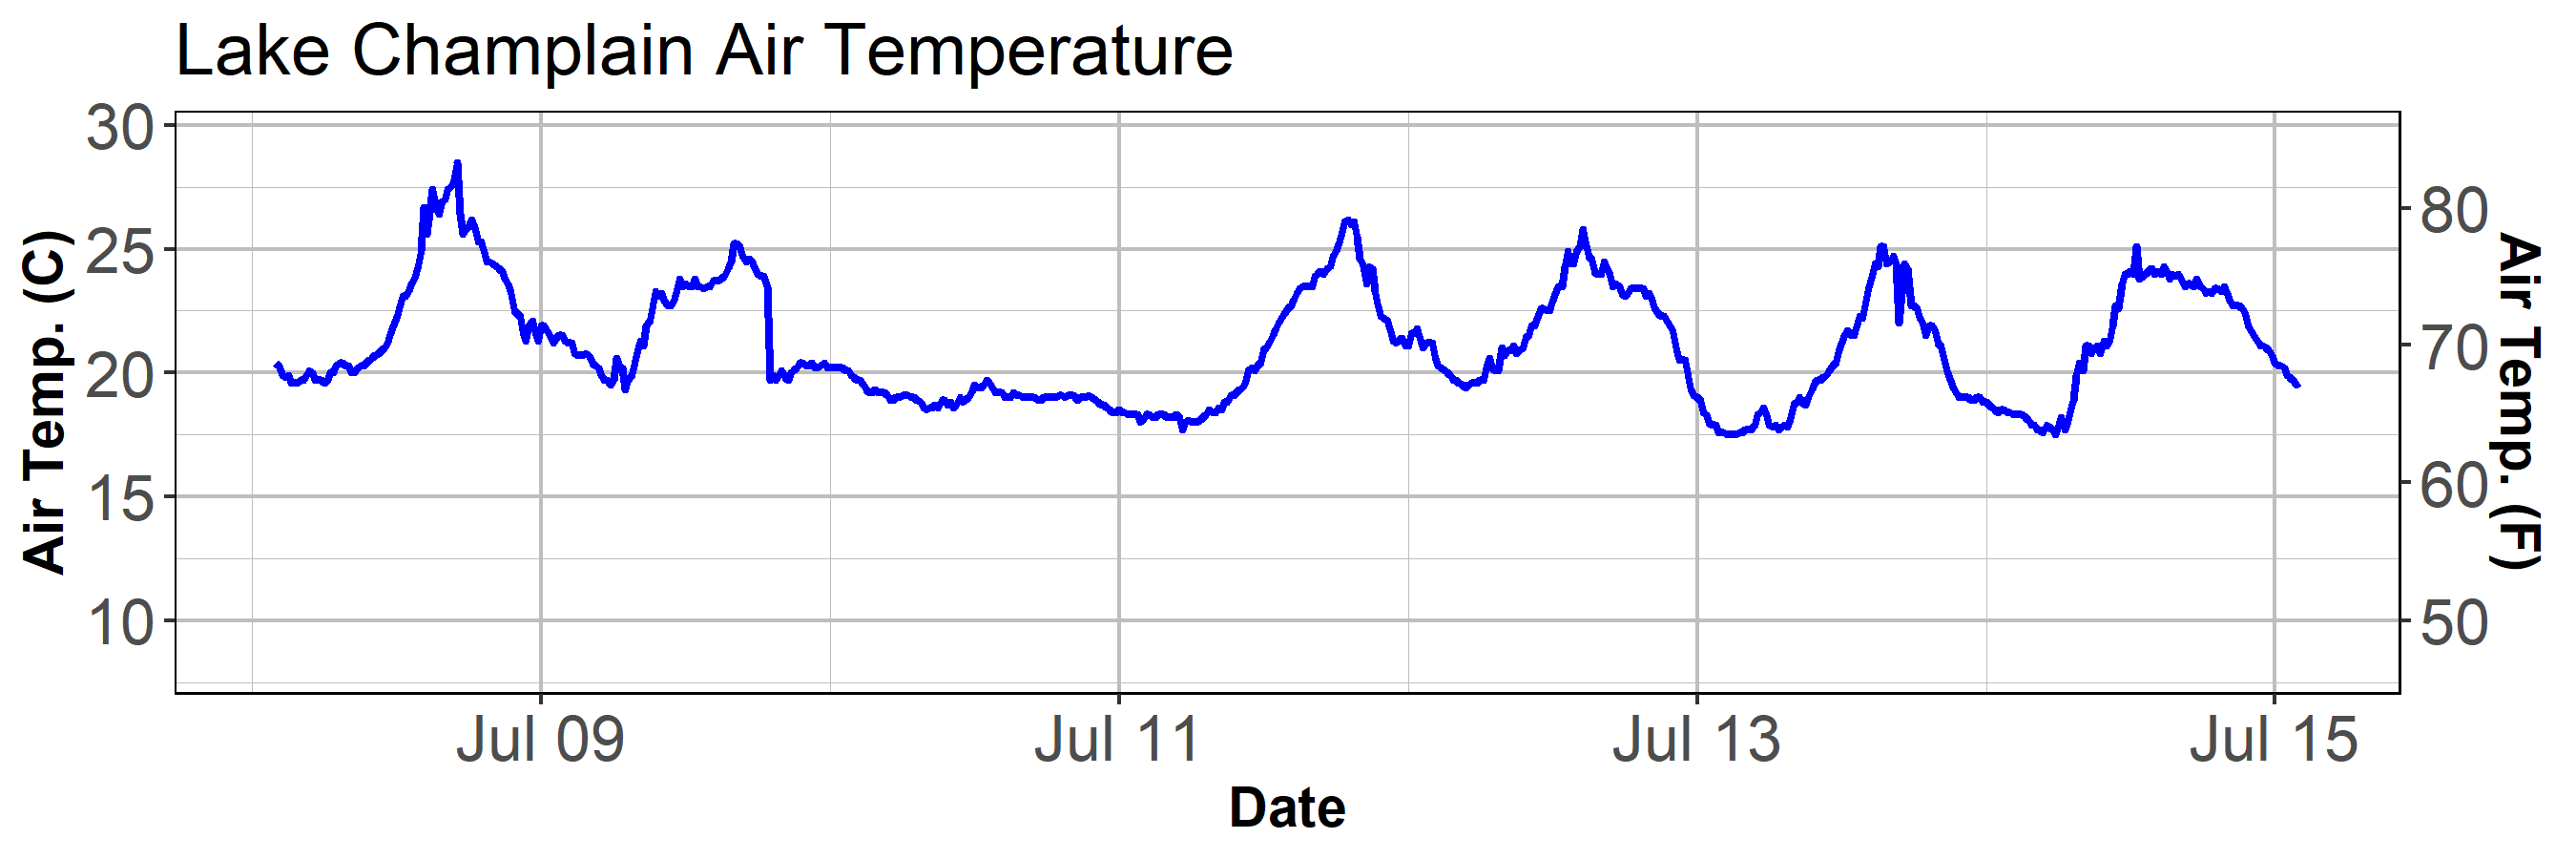 Lake Champlain Air Temperature
30
25
20
15
10
Air Temp. (C)
80
70
60
50
Air Temp. (F)
Jul 09
Jul 11
Jul 13
Jul 15
Date